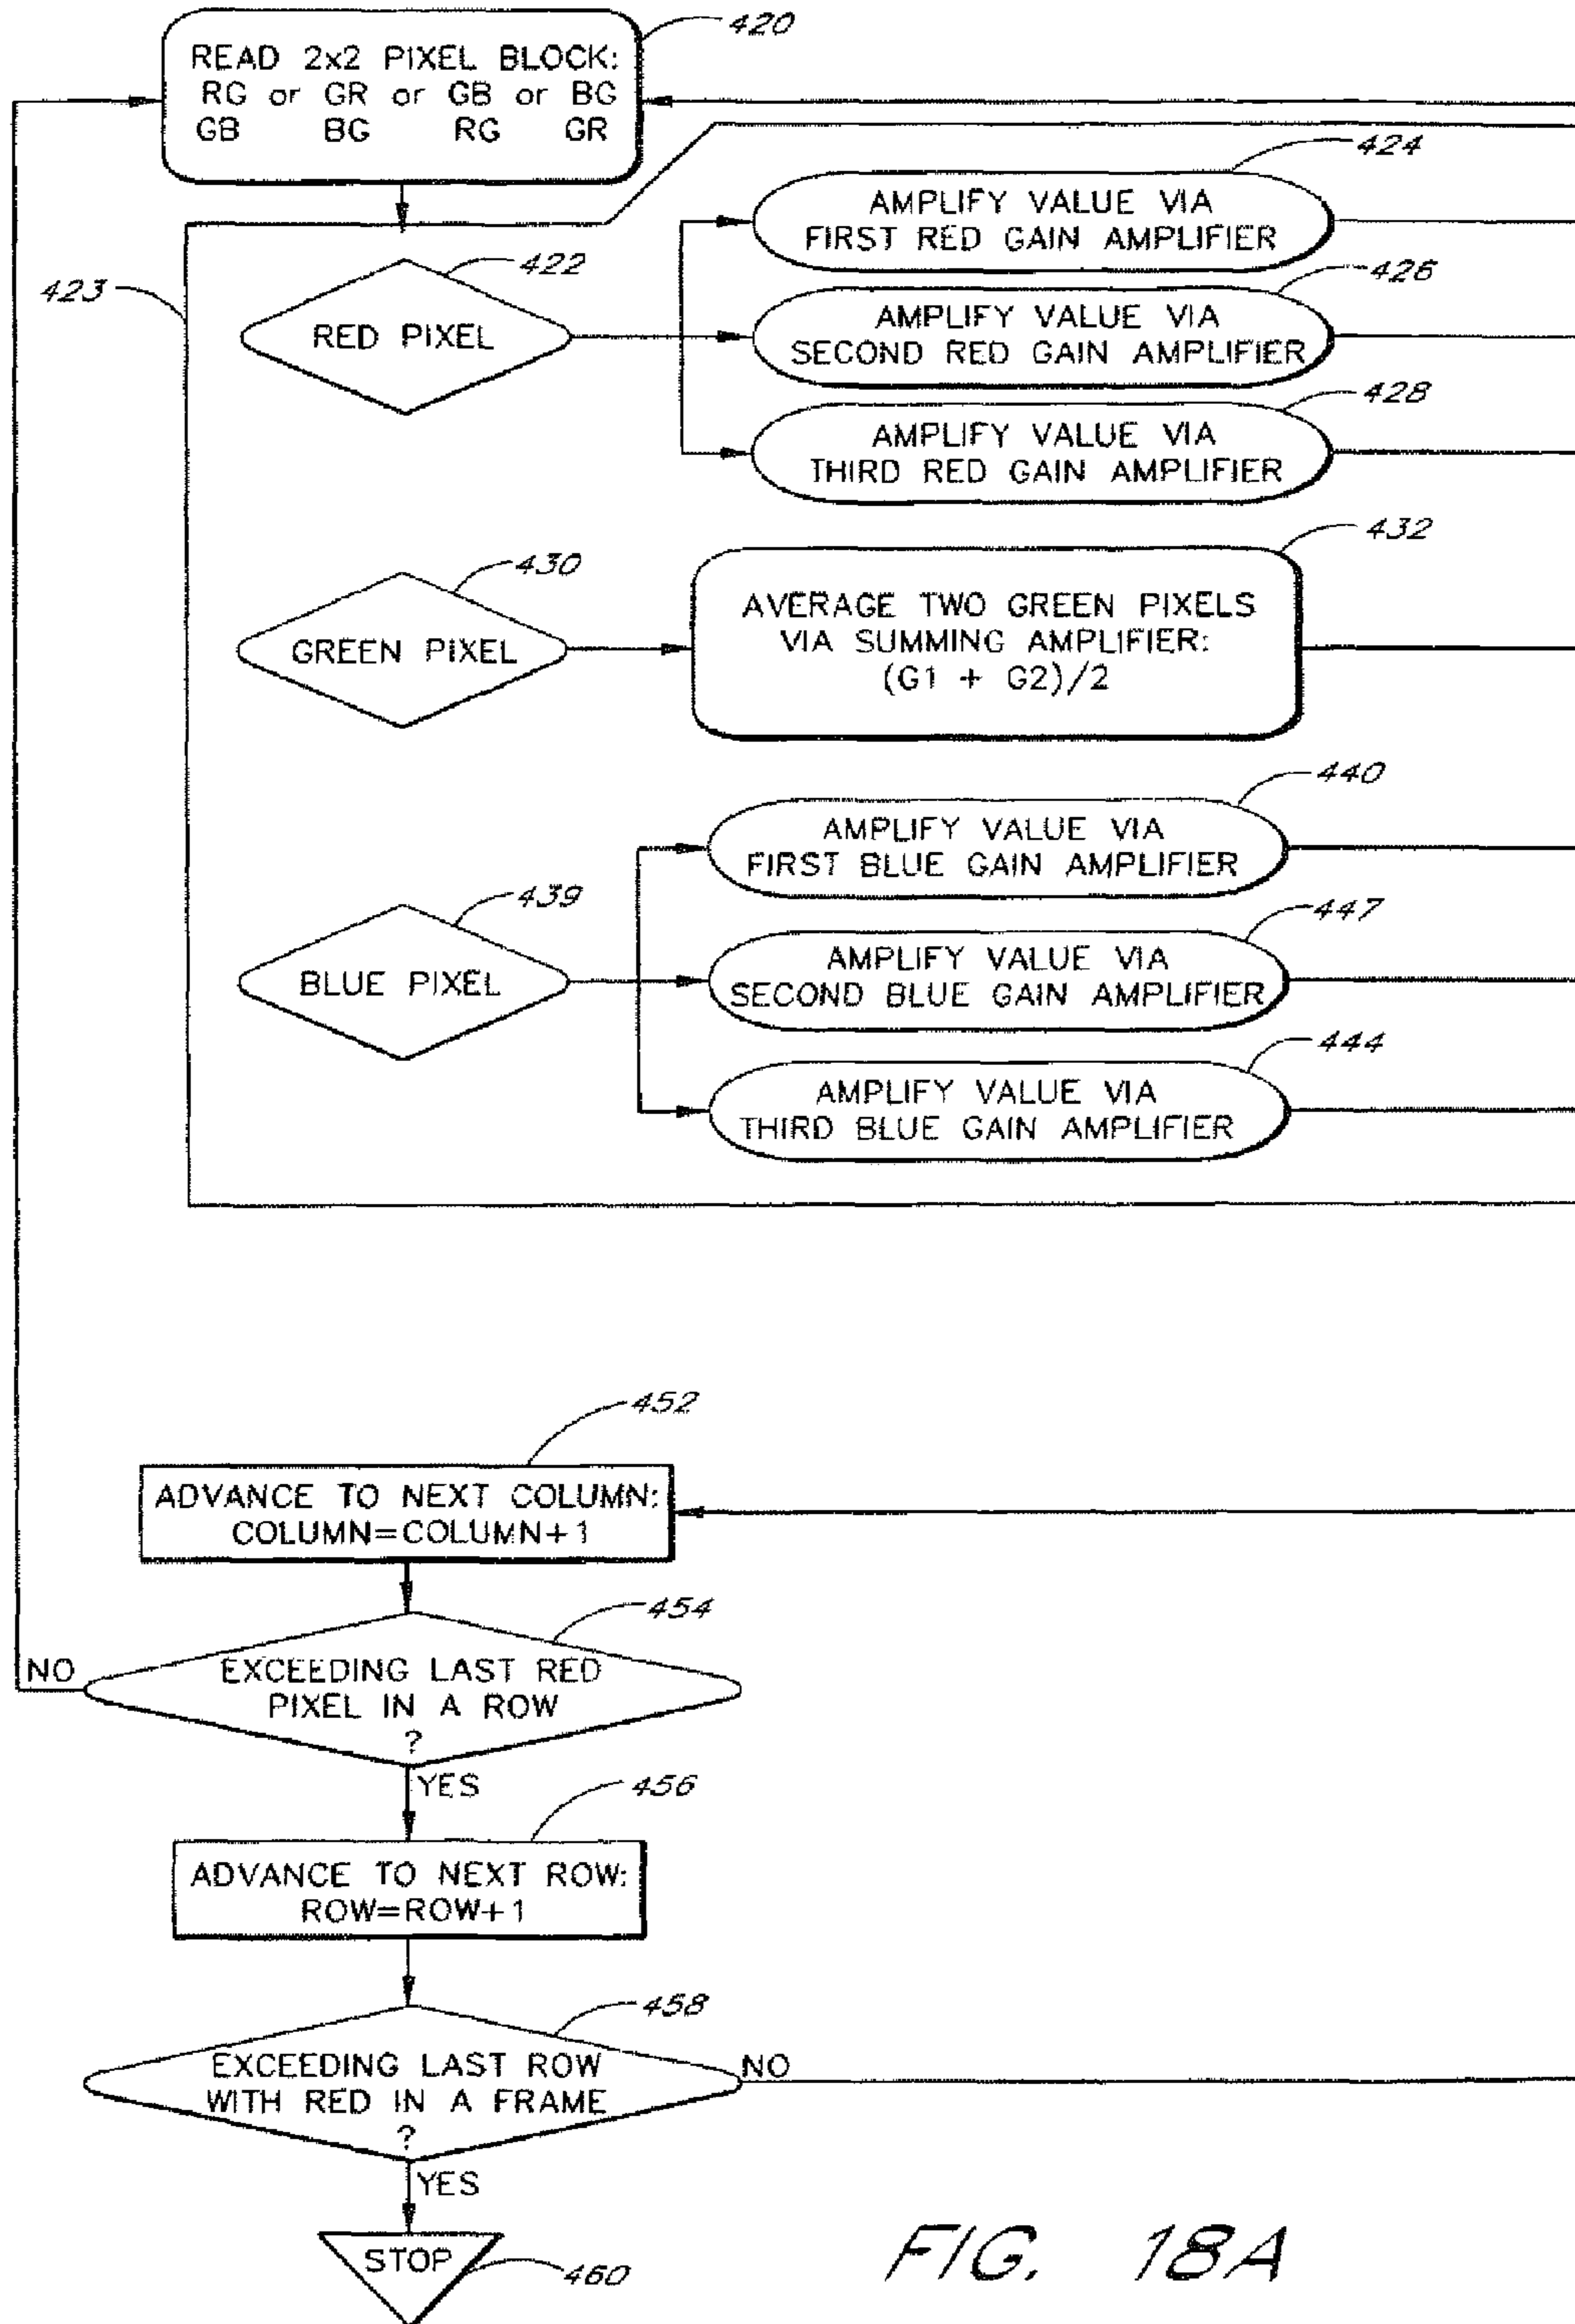 420
READ 2x2 PIXEL BLOCK:
RG or GR or GB or BG
GB BG RG GR
424
AMPLIFY VALUE VIA
FIRST RED GAIN AMPLIFIER
422
423
RED PIXEL
426
AMPLIFY VALUE VIA
SECOND RED GAIN AMPLIFIER
428
AMPLIFY VALUE VIA
THIRD RED GAIN AMPLIFIER
430
GREEN PIXEL
432
AVERAGE TWO GREEN PIXELS
VIA SUMMING AMPLIFIER:
(G1 + G2)/2
440
AMPLIFY VALUE VIA
FIRST BLUE GAIN AMPLIFIER
439
BLUE PIXEL
447
AMPLIFY VALUE VIA
SECOND BLUE GAIN AMPLIFIER
444
AMPLIFY VALUE VIA
THIRD BLUE GAIN AMPLIFIER
452
ADVANCE TO NEXT COLUMN:
COLUMN=COLUMN+1
454
NO
EXCEEDING LAST RED
PIXEL IN A ROW
?
YES
456
ADVANCE TO NEXT ROW:
ROW=ROW+1
458
EXCEEDING LAST ROW
WITH RED IN A FRAME
?
NO
YES
STOP
460
FIG. 18A